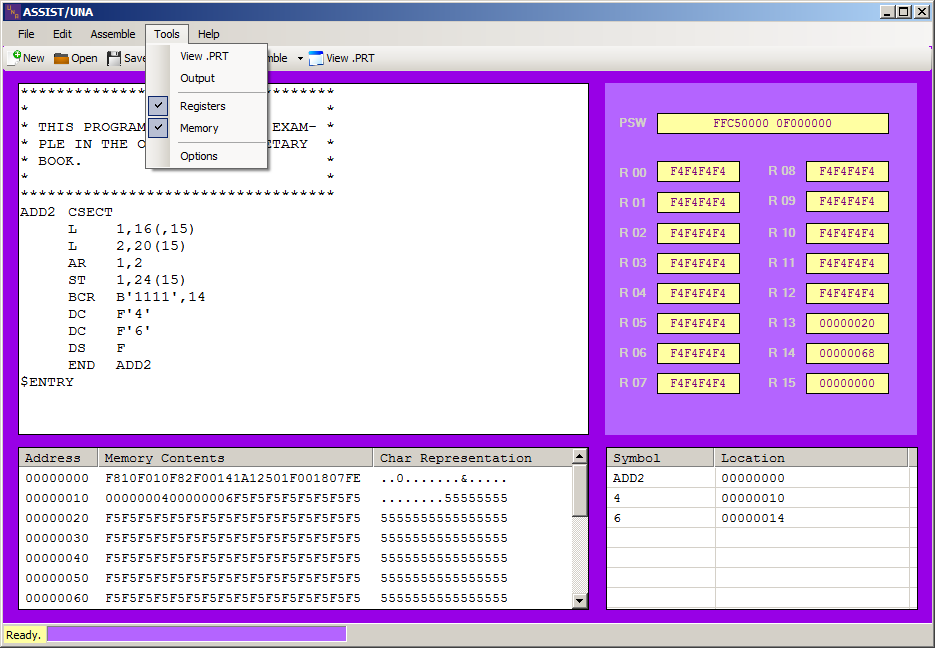 ASSIST/UNA
File Edit Assemble Tools Help
New Open Save mble View .PRT
View .PRT
Output
Registers
Memory
Options
***********************************
* *
* THIS PROGRAM EXAM- *
* PLE IN THE O ETARY *
* BOOK. *
* *
***********************************
ADD2 CSECT
L 1,16(,15)
L 2,20(15)
AR 1,2
ST 1,24(15)
BCR B'1111',14
DC F'4'
DC F'6'
DS F
END ADD2
$ENTRY
PSW FFC50000 0F000000
R 00 F4F4F4F4 R 08 F4F4F4F4
R 01 F4F4F4F4 R 09 F4F4F4F4
R 02 F4F4F4F4 R 10 F4F4F4F4
R 03 F4F4F4F4 R 11 F4F4F4F4
R 04 F4F4F4F4 R 12 F4F4F4F4
R 05 F4F4F4F4 R 13 00000020
R 06 F4F4F4F4 R 14 00000068
R 07 F4F4F4F4 R 15 00000000
Address Memory Contents Char Representation
00000000 F810F010F82F00141A12501F001807FE ..0.......&.....
00000010 0000000400000006F5F5F5F5F5F5F5F5 ........55555555
00000020 F5F5F5F5F5F5F5F5F5F5F5F5F5F5F5F5 5555555555555555
00000030 F5F5F5F5F5F5F5F5F5F5F5F5F5F5F5F5 5555555555555555
00000040 F5F5F5F5F5F5F5F5F5F5F5F5F5F5F5F5 5555555555555555
00000050 F5F5F5F5F5F5F5F5F5F5F5F5F5F5F5F5 5555555555555555
00000060 F5F5F5F5F5F5F5F5F5F5F5F5F5F5F5F5 5555555555555555
Symbol Location
ADD2 00000000
4 00000010
6 00000014
Ready.